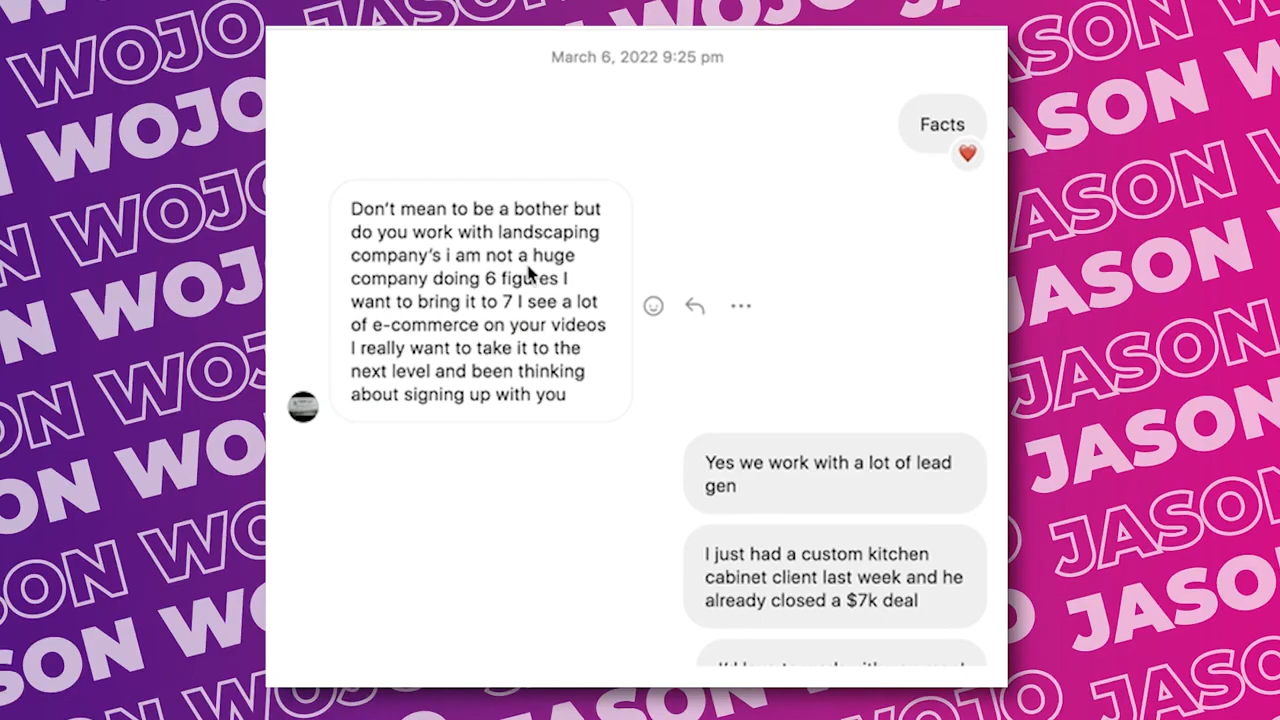 March 6, 2022 9:25 pm
Facts
Don't mean to be a bother but
do you work with landscaping
company's i am not a huge
company doing 6 figures I
want to bring it to 7 I see a lot
of e-commerce on your videos
I really want to take it to the
next level and been thinking
about signing up with you
Yes we work with a lot of lead
gen
I just had a custom kitchen
cabinet client last week and he
already closed a $7k deal
JASON WOJO